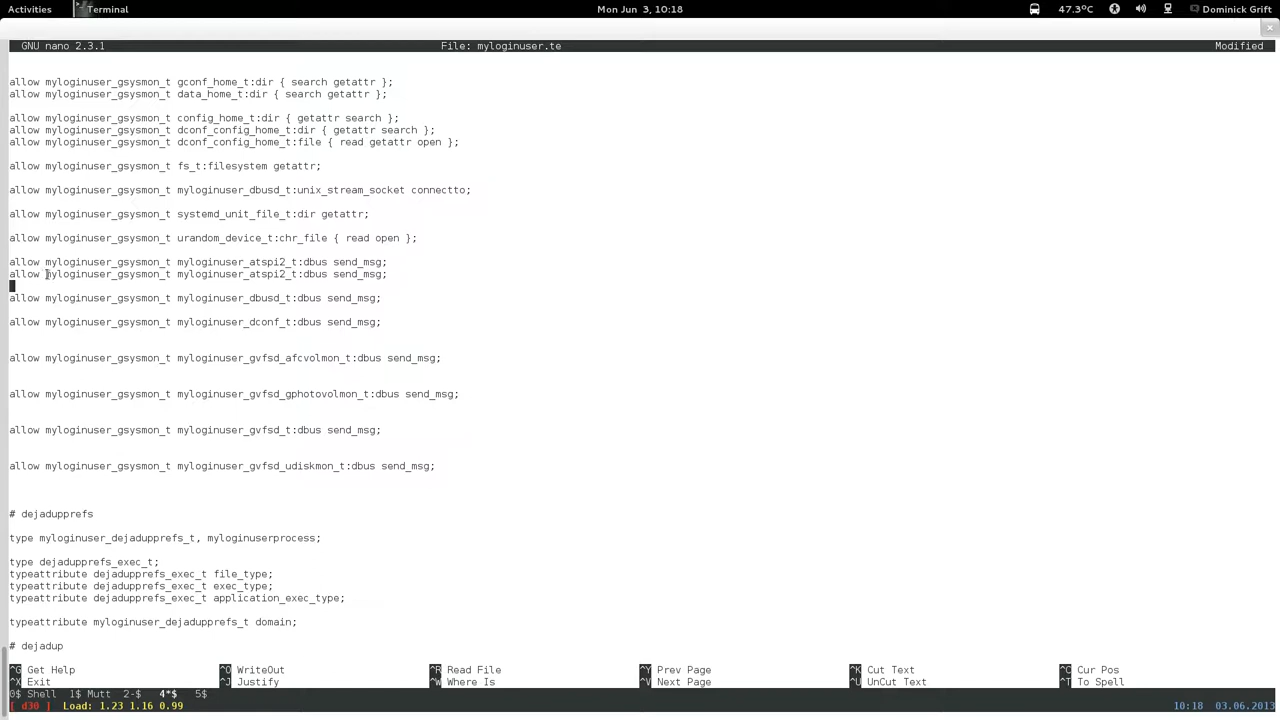 Activities Terminal Mon Jun 3, 10:18 47.3°C Dominick Grift
GNU nano 2.3.1 File: myloginuser.te Modified
allow myloginuser_gsysmon_t gconf_home_t:dir { search getattr };
allow myloginuser_gsysmon_t data_home_t:dir { search getattr };
allow myloginuser_gsysmon_t config_home_t:dir { getattr search };
allow myloginuser_gsysmon_t dconf_config_home_t:dir { getattr search };
allow myloginuser_gsysmon_t dconf_config_home_t:file { read getattr open };
allow myloginuser_gsysmon_t fs_t:filesystem getattr;
allow myloginuser_gsysmon_t myloginuser_dbusd_t:unix_stream_socket connectto;
allow myloginuser_gsysmon_t systemd_unit_file_t:dir getattr;
allow myloginuser_gsysmon_t urandom_device_t:chr_file { read open };
allow myloginuser_gsysmon_t myloginuser_atspi2_t:dbus send_msg;
allow myloginuser_gsysmon_t myloginuser_atspi2_t:dbus send_msg;
allow myloginuser_gsysmon_t myloginuser_dbusd_t:dbus send_msg;
allow myloginuser_gsysmon_t myloginuser_dconf_t:dbus send_msg;
allow myloginuser_gsysmon_t myloginuser_gvfsd_afcvolmon_t:dbus send_msg;
allow myloginuser_gsysmon_t myloginuser_gvfsd_gphotovolmon_t:dbus send_msg;
allow myloginuser_gsysmon_t myloginuser_gvfsd_t:dbus send_msg;
allow myloginuser_gsysmon_t myloginuser_gvfsd_udiskmon_t:dbus send_msg;
# dejadupprefs
type myloginuser_dejadupprefs_t, myloginuserprocess;
type dejadupprefs_exec_t;
typeattribute dejadupprefs_exec_t file_type;
typeattribute dejadupprefs_exec_t exec_type;
typeattribute dejadupprefs_exec_t application_exec_type;
typeattribute myloginuser_dejadupprefs_t domain;
# dejadup
^G Get Help ^O WriteOut ^R Read File ^Y Prev Page ^K Cut Text ^C Cur Pos
^X Exit ^J Justify ^W Where Is ^V Next Page ^U UnCut Text ^T To Spell
0$ Shell 1$ Mutt 2-$ 4*$ 5$
[ d30 ] Load: 1.23 1.16 0.99 10:18 03.06.2013